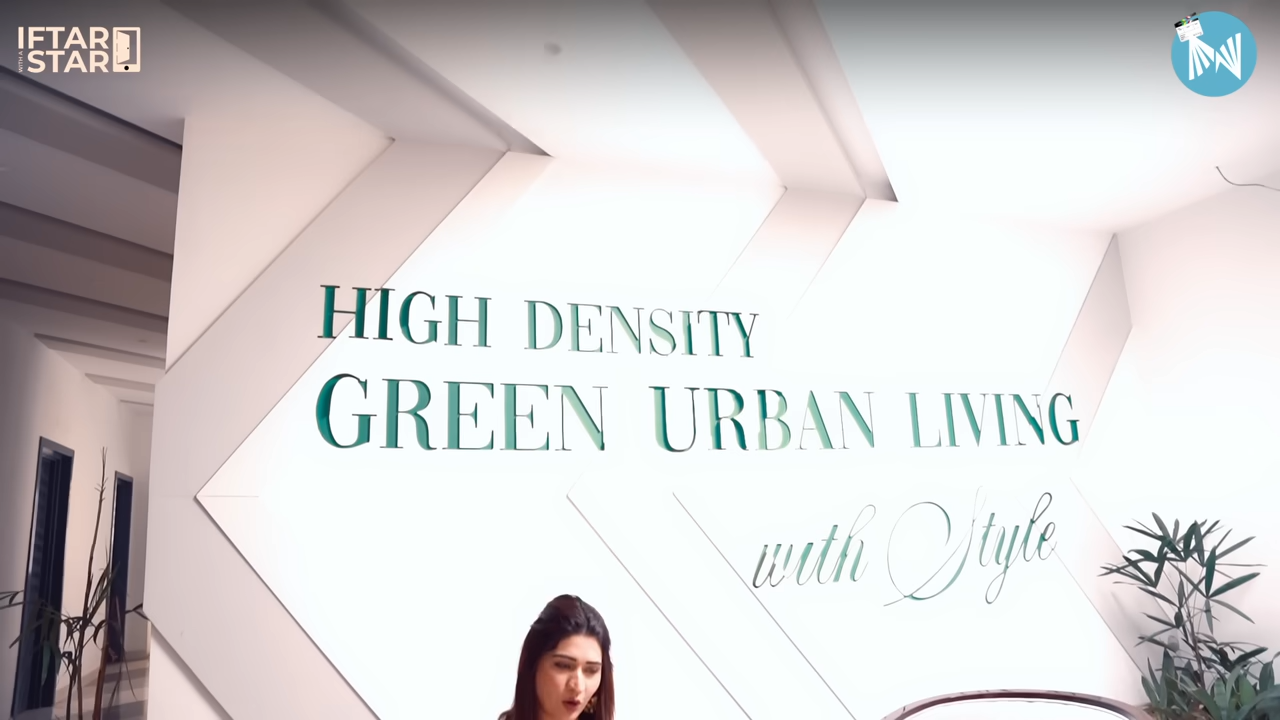 IFTAR
WITH A
STAR
HIGH DENSITY
GREEN URBAN LIVING
with Style